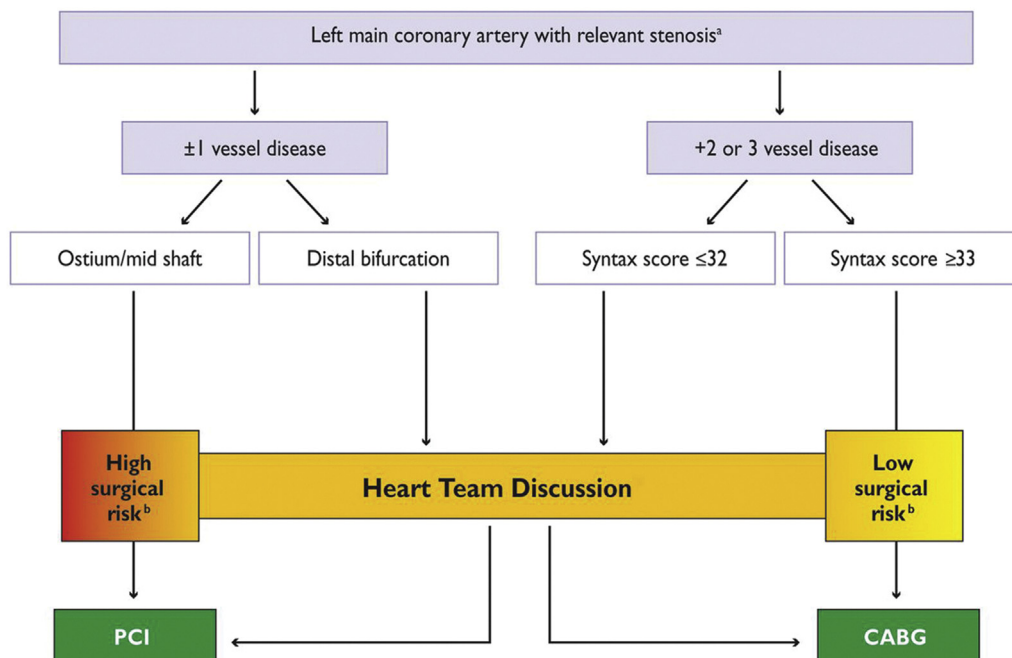 Left main coronary artery with relevant stenosisᵃ
±1 vessel disease
+2 or 3 vessel disease
Ostium/mid shaft
Distal bifurcation
Syntax score ≤32
Syntax score ≥33
High
surgical
riskᵇ
Heart Team Discussion
Low
surgical
riskᵇ
PCI
CABG